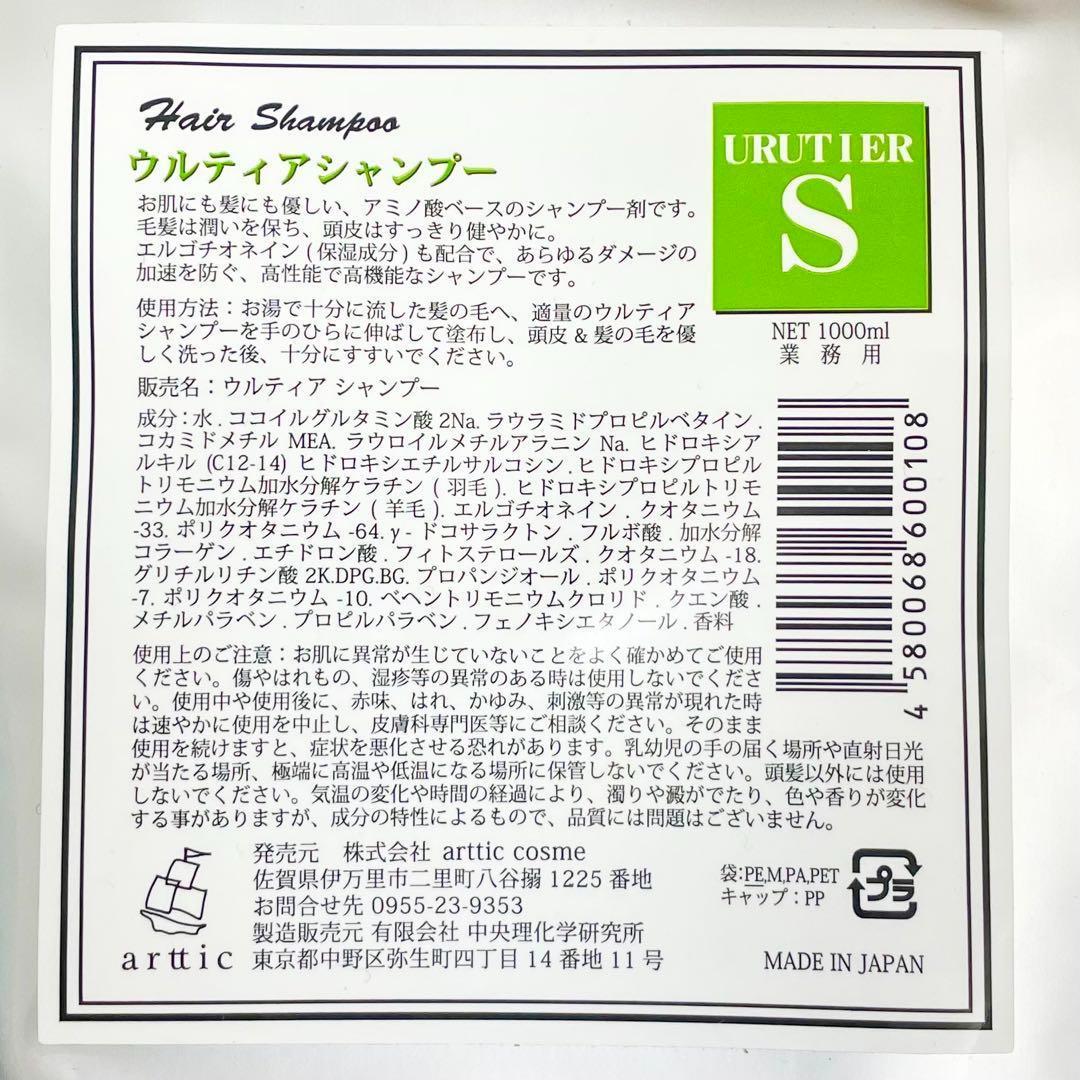 Hair Shampoo
ウルティアシャンプー
お肌にも髪にも優しい、アミノ酸ベースのシャンプー剤です。
毛髪は潤いを保ち、頭皮はすっきり健やかに。
エルゴチオネイン(保湿成分)も配合で、あらゆるダメージの
加速を防ぐ、高性能で高機能なシャンプーです。
使用方法：お湯で十分に流した髪の毛へ、適量のウルティア
シャンプーを手のひらに伸ばして塗布し、頭皮&髪の毛を優
しく洗った後、十分にすすいでください。
URUTIER
S
NET 1000ml
業務用
販売名：ウルティア シャンプー
成分：水．ココイルグルタミン酸2Na. ラウラミドプロピルベタイン．
コカミドメチル MEA. ラウロイルメチルアラニン Na. ヒドロキシア
ルキル (C12-14) ヒドロキシエチルサルコシン．ヒドロキシプロピル
トリモニウム加水分解ケラチン（羽毛）. ヒドロキシプロピルトリモ
ニウム加水分解ケラチン（羊毛）. エルゴチオネイン．クオタニウム
-33. ポリクオタニウム -64. γ- ドコサラクトン．フルボ酸．加水分解
コラーゲン．エチドロン酸．フィトステロールズ．クオタニウム -18.
グリチルリチン酸 2K.DPG.BG. プロパンジオール．ポリクオタニウム
-7. ポリクオタニウム -10. ベヘントリモニウムクロリド．クエン酸．
メチルパラベン．プロピルパラベン．フェノキシエタノール．香料
4580068600108
使用上のご注意：お肌に異常が生じていないことをよく確かめてご使用
ください。傷やはれもの、湿疹等の異常のある時は使用しないでくださ
い。使用中や使用後に、赤味、はれ、かゆみ、刺激等の異常が現れた時
は速やかに使用を中止し、皮膚科専門医等にご相談ください。そのまま
使用を続けますと、症状を悪化させる恐れがあります。乳幼児の手の届く場所や直射日光
が当たる場所、極端に高温や低温になる場所に保管しないでください。頭髪以外には使用
しないでください。気温の変化や時間の経過により、濁りや澱がでたり、色や香りが変化
する事がありますが、成分の特性によるもので、品質には問題はございません。
arttic
発売元　株式会社 arttic cosme
佐賀県伊万里市二里町八谷搦 1225 番地
お問合せ先 0955-23-9353
製造販売元 有限会社 中央理化学研究所
東京都中野区弥生町四丁目 14 番地 11 号
袋:PE,M,PA,PET
キャップ：PP
プラ
MADE IN JAPAN